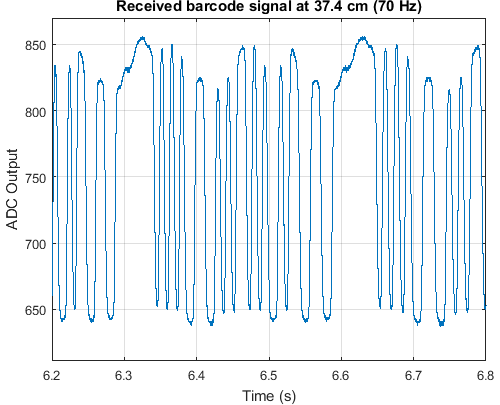 Received barcode signal at 37.4 cm (70 Hz)
850
800
750
700
650
ADC Output
6.2 6.3 6.4 6.5 6.6 6.7 6.8
Time (s)